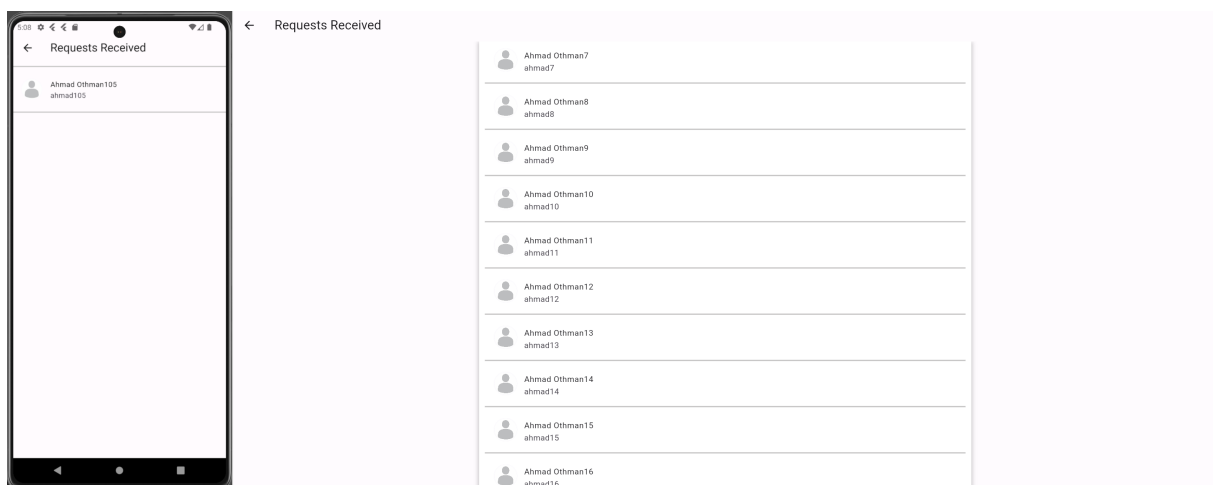 5:08
Requests Received
Ahmad Othman105
ahmad105
Requests Received
Ahmad Othman7
ahmad7
Ahmad Othman8
ahmad8
Ahmad Othman9
ahmad9
Ahmad Othman10
ahmad10
Ahmad Othman11
ahmad11
Ahmad Othman12
ahmad12
Ahmad Othman13
ahmad13
Ahmad Othman14
ahmad14
Ahmad Othman15
ahmad15
Ahmad Othman16
ahmad16